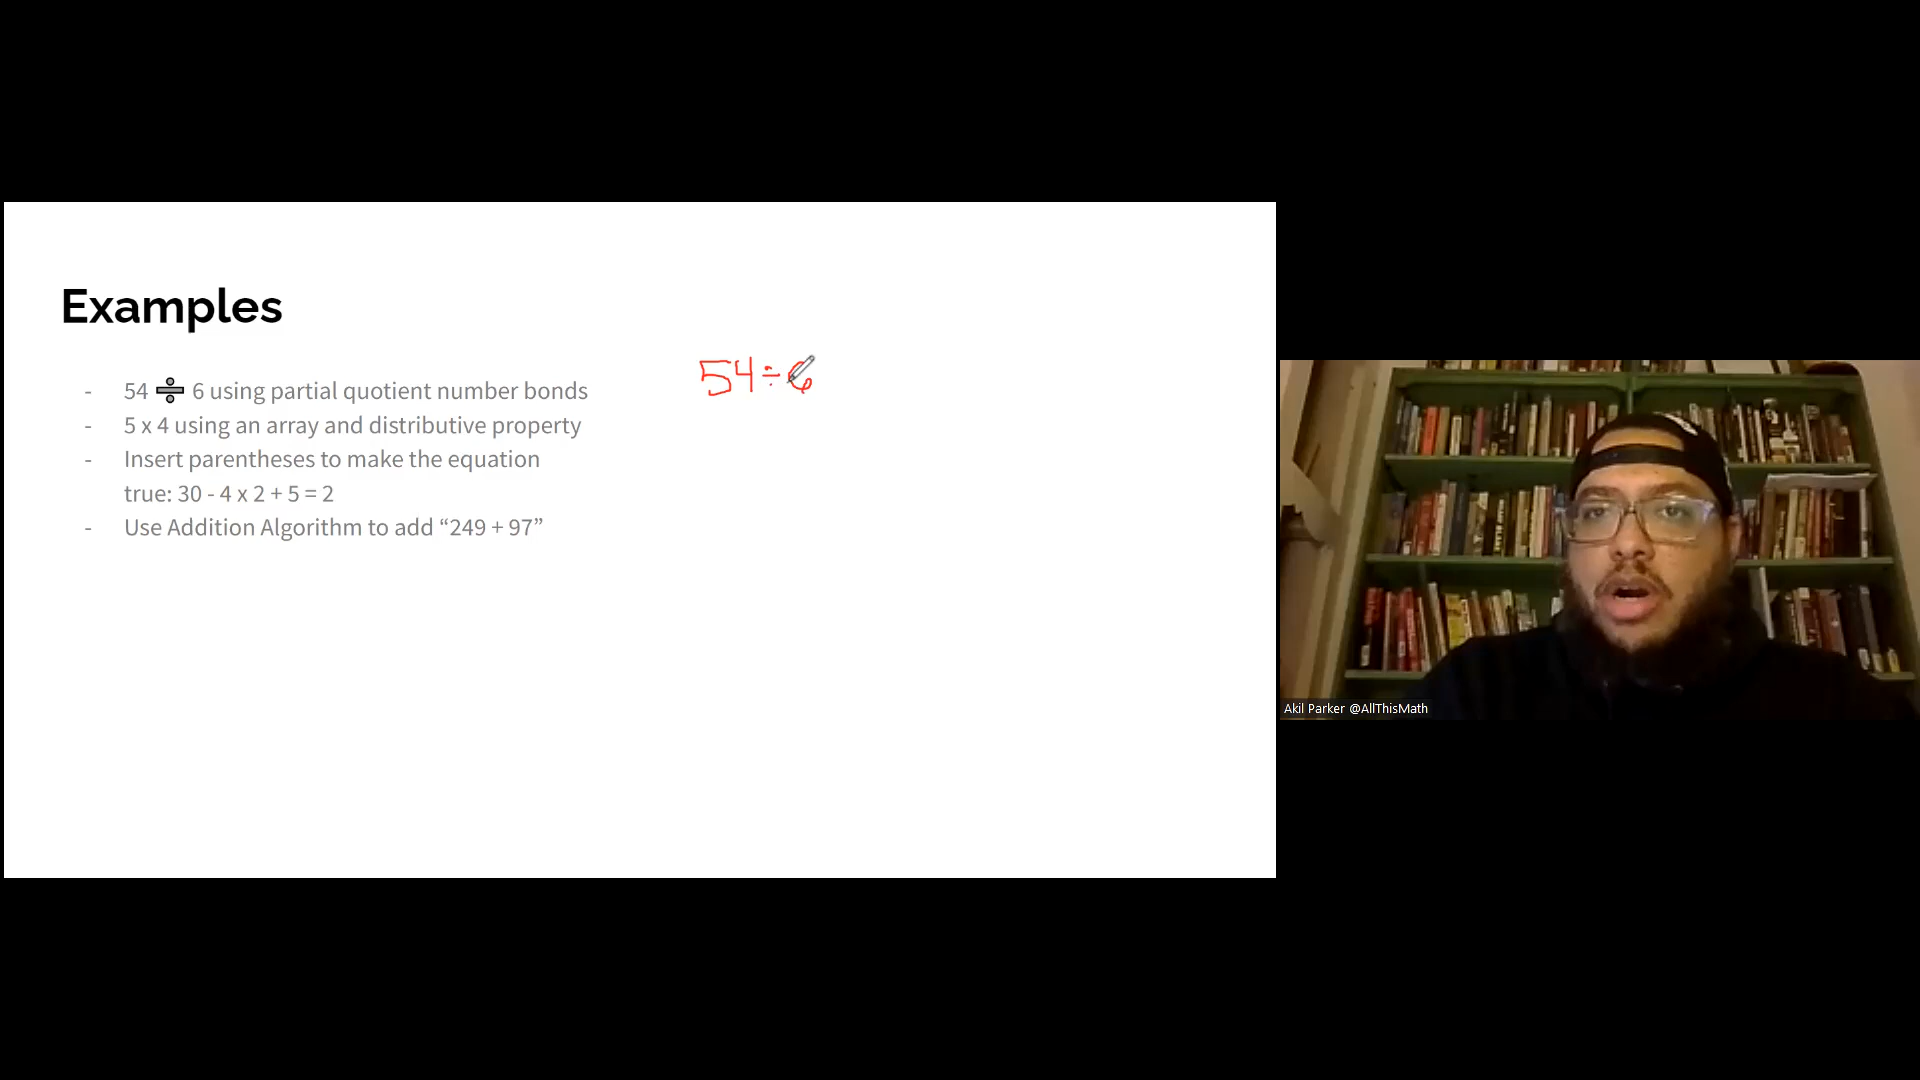 Examples
- 54 ➗ 6 using partial quotient number bonds
- 5 x 4 using an array and distributive property
- Insert parentheses to make the equation
true: 30 - 4 x 2 + 5 = 2
- Use Addition Algorithm to add “249 + 97”
54÷6
Akil Parker @AllThisMath